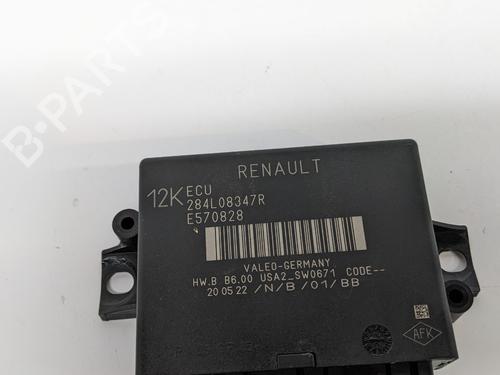 B-PARTS
RENAULT
12K ECU
284L08347R
E570828
VALEO-GERMANY
HW.B B6.00 USA2_SW0671 CODE--
20 05 22 /N/B/01/BB
AFK